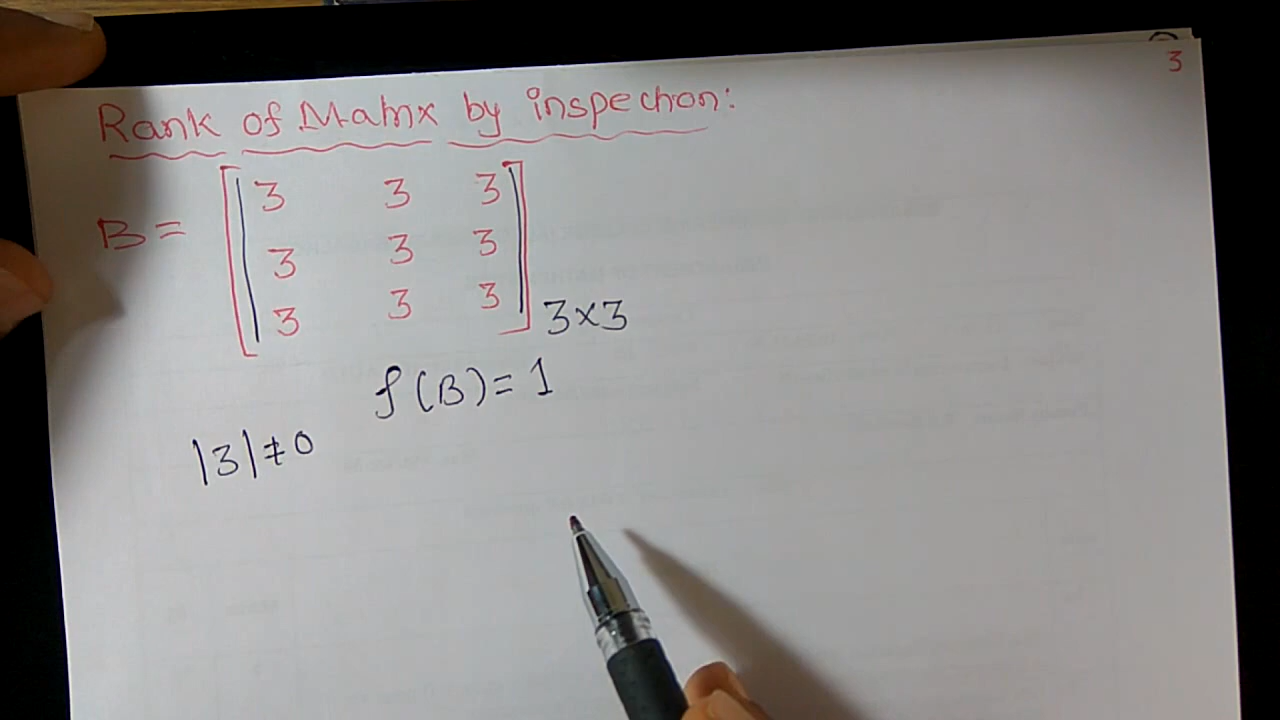 3
Rank of Matrix by inspection:
B = [ 3 3 3
3 3 3
3 3 3 ] 3×3
ρ(B) = 1
|3| ≠ 0